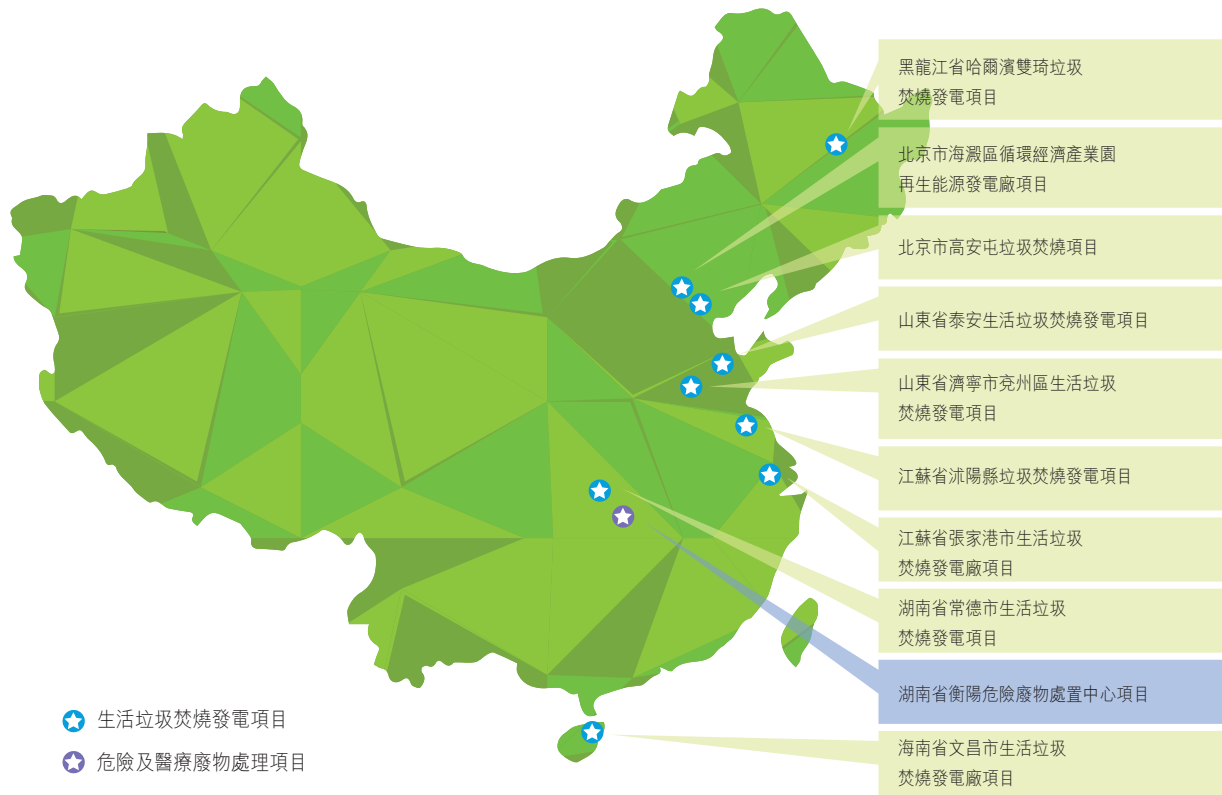 黑龍江省哈爾濱雙琦垃圾
焚燒發電項目
北京市海澱區循環經濟產業園
再生能源發電廠項目
北京市高安屯垃圾焚燒項目
山東省泰安生活垃圾焚燒發電項目
山東省濟寧市兗州區生活垃圾
焚燒發電項目
江蘇省沭陽縣垃圾焚燒發電項目
江蘇省張家港市生活垃圾
焚燒發電廠項目
湖南省常德市生活垃圾
焚燒發電項目
湖南省衡陽危險廢物處置中心項目
海南省文昌市生活垃圾
焚燒發電廠項目
生活垃圾焚燒發電項目
危險及醫療廢物處理項目